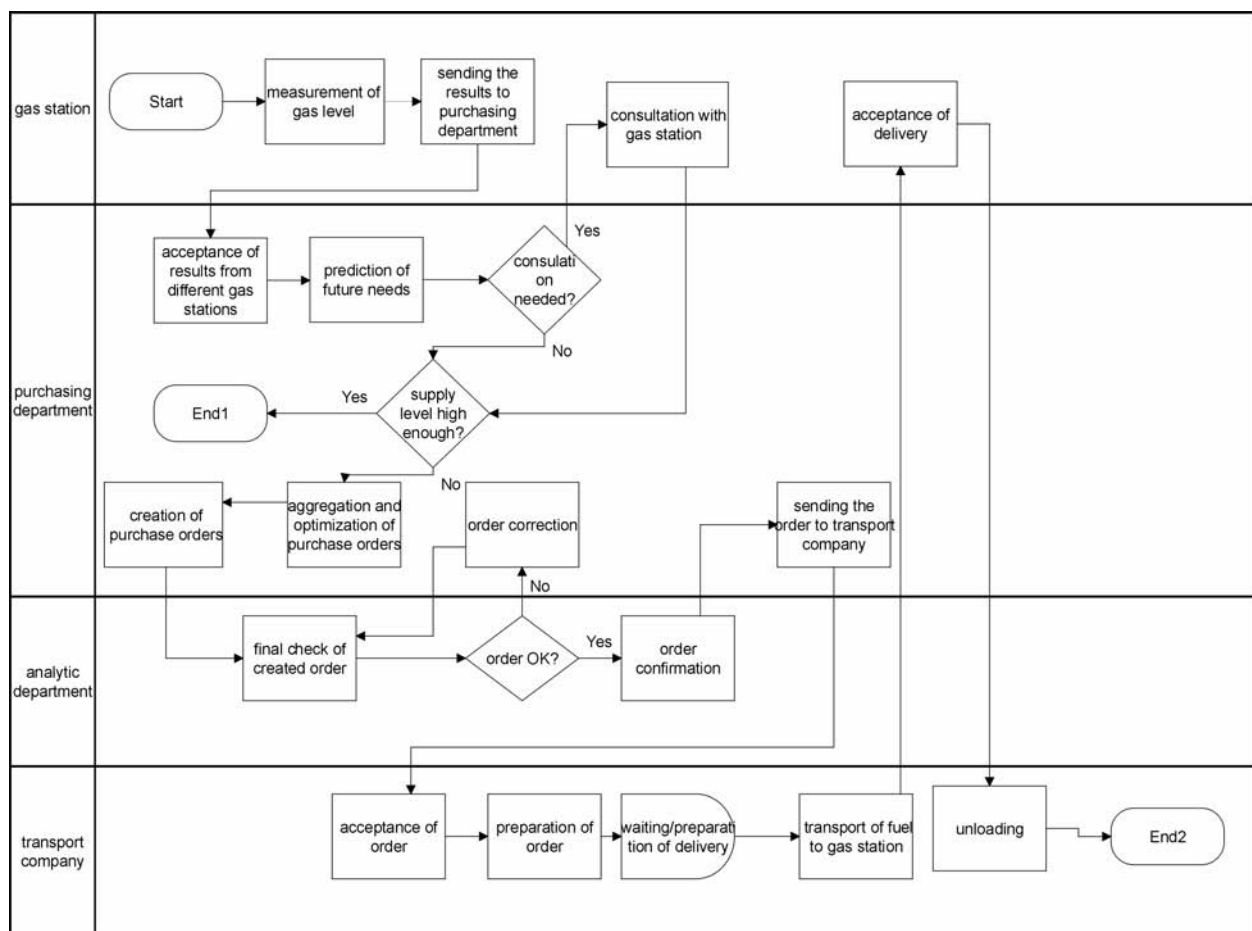 gas station
Start
measurement of
gas level
sending the
results to
purchasing
department
consultation with
gas station
acceptance of
delivery
purchasing
department
acceptance of
results from
different gas
stations
prediction of
future needs
consulati
on
needed?
Yes
No
supply
level high
enough?
Yes
End1
No
creation of
purchase orders
aggregation and
optimization of
purchase orders
order correction
sending the
order to transport
company
No
analytic
department
final check of
created order
order OK?
Yes
order
confirmation
transport
company
acceptance of
order
preparation of
order
waiting/preparati
tion of delivery
transport of fuel
to gas station
unloading
End2